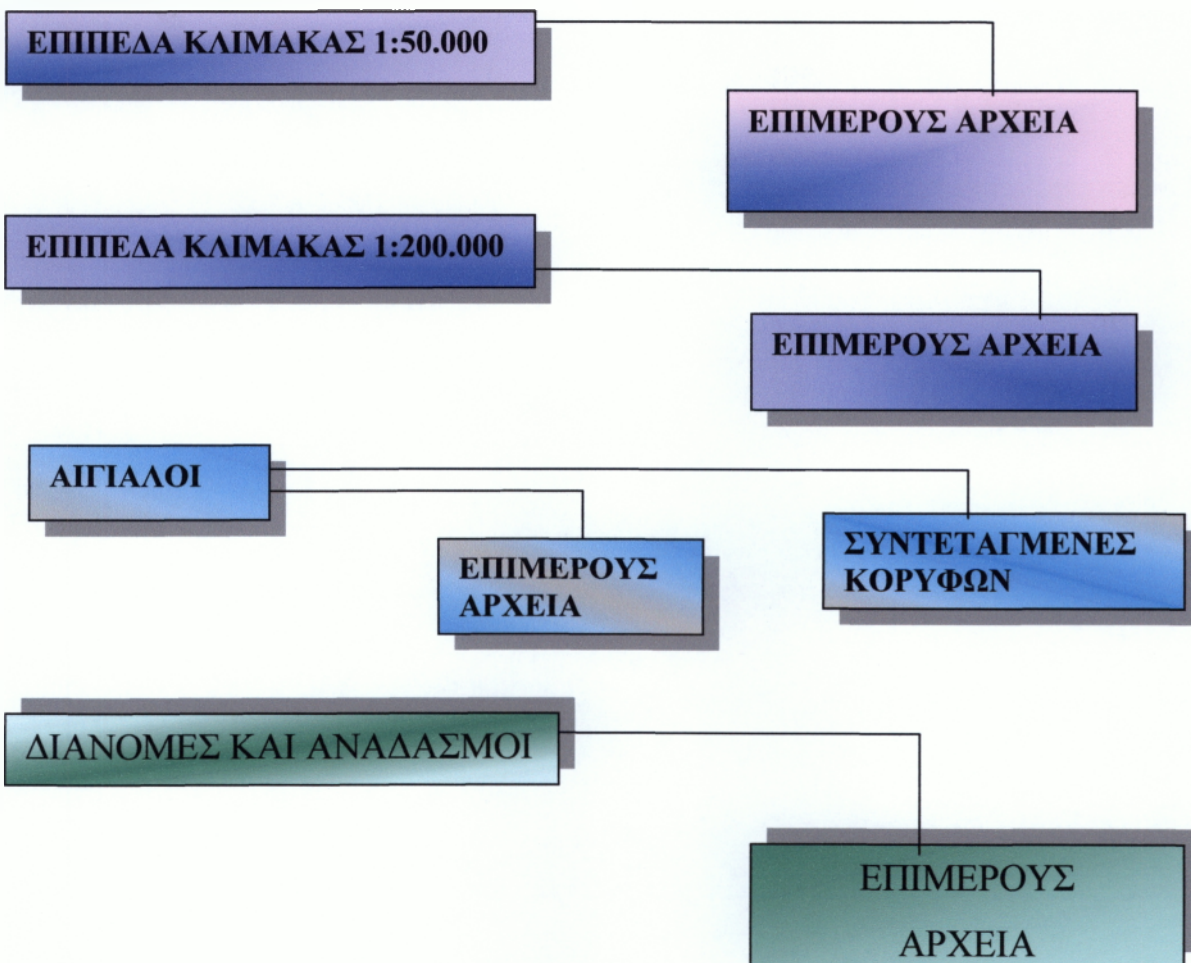 ΕΠΙΠΕΔΑ ΚΛΙΜΑΚΑΣ 1:50.000
ΕΠΙΜΕΡΟΥΣ ΑΡΧΕΙΑ
ΕΠΙΠΕΔΑ ΚΛΙΜΑΚΑΣ 1:200.000
ΕΠΙΜΕΡΟΥΣ ΑΡΧΕΙΑ
ΑΙΓΙΑΛΟΙ
ΕΠΙΜΕΡΟΥΣ
ΑΡΧΕΙΑ
ΣΥΝΤΕΤΑΓΜΕΝΕΣ
ΚΟΡΥΦΩΝ
ΔΙΑΝΟΜΕΣ ΚΑΙ ΑΝΑΔΑΣΜΟΙ
ΕΠΙΜΕΡΟΥΣ
ΑΡΧΕΙΑ